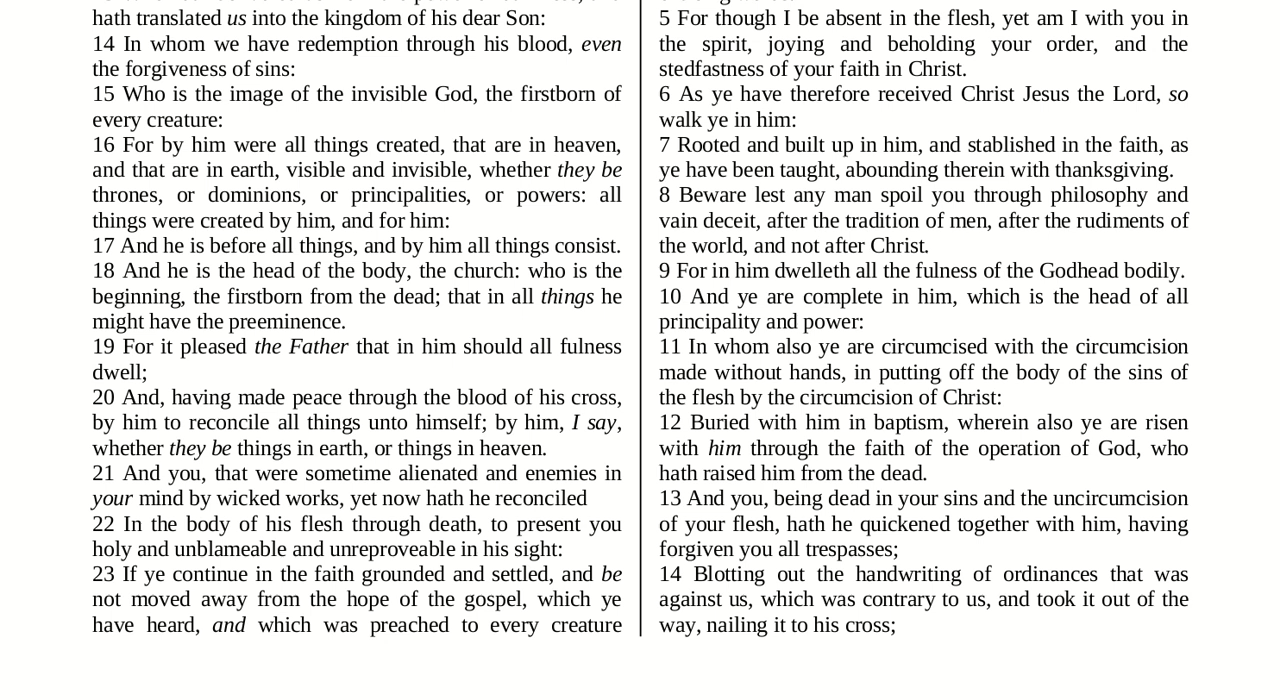 hath translated us into the kingdom of his dear Son:
14 In whom we have redemption through his blood, even
the forgiveness of sins:
15 Who is the image of the invisible God, the firstborn of
every creature:
16 For by him were all things created, that are in heaven,
and that are in earth, visible and invisible, whether they be
thrones, or dominions, or principalities, or powers: all
things were created by him, and for him:
17 And he is before all things, and by him all things consist.
18 And he is the head of the body, the church: who is the
beginning, the firstborn from the dead; that in all things he
might have the preeminence.
19 For it pleased the Father that in him should all fulness
dwell;
20 And, having made peace through the blood of his cross,
by him to reconcile all things unto himself; by him, I say,
whether they be things in earth, or things in heaven.
21 And you, that were sometime alienated and enemies in
your mind by wicked works, yet now hath he reconciled
22 In the body of his flesh through death, to present you
holy and unblameable and unreproveable in his sight:
23 If ye continue in the faith grounded and settled, and be
not moved away from the hope of the gospel, which ye
have heard, and which was preached to every creature
5 For though I be absent in the flesh, yet am I with you in
the spirit, joying and beholding your order, and the
stedfastness of your faith in Christ.
6 As ye have therefore received Christ Jesus the Lord, so
walk ye in him:
7 Rooted and built up in him, and stablished in the faith, as
ye have been taught, abounding therein with thanksgiving.
8 Beware lest any man spoil you through philosophy and
vain deceit, after the tradition of men, after the rudiments of
the world, and not after Christ.
9 For in him dwelleth all the fulness of the Godhead bodily.
10 And ye are complete in him, which is the head of all
principality and power:
11 In whom also ye are circumcised with the circumcision
made without hands, in putting off the body of the sins of
the flesh by the circumcision of Christ:
12 Buried with him in baptism, wherein also ye are risen
with him through the faith of the operation of God, who
hath raised him from the dead.
13 And you, being dead in your sins and the uncircumcision
of your flesh, hath he quickened together with him, having
forgiven you all trespasses;
14 Blotting out the handwriting of ordinances that was
against us, which was contrary to us, and took it out of the
way, nailing it to his cross;